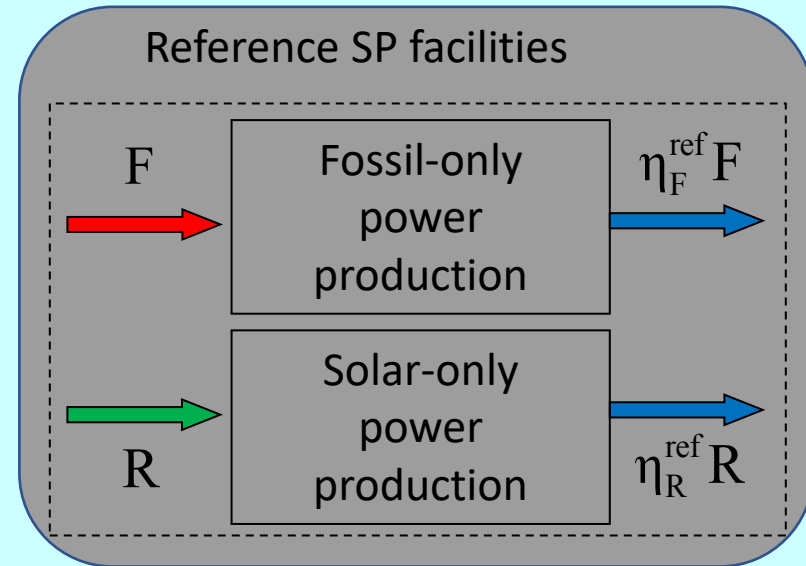 Reference SP facilities
F
Fossil-only
power
production
η_F^ref F
R
Solar-only
power
production
η_R^ref R